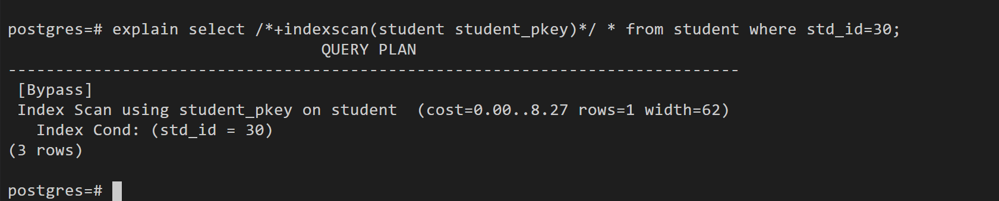 postgres=# explain select /*+indexscan(student student_pkey)*/ * from student where std_id=30;
QUERY PLAN
-----------------------------------------------------------------------------
[Bypass]
Index Scan using student_pkey on student  (cost=0.00..8.27 rows=1 width=62)
Index Cond: (std_id = 30)
(3 rows)
postgres=#